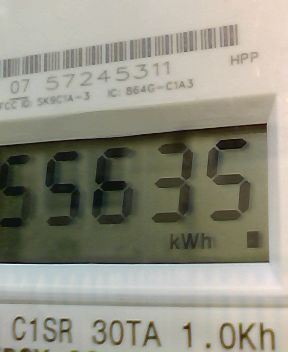 HPP
07 57245311
FCC ID: SK9C1A-3 IC: 864G-C1A3
55635
kWh
C1SR 30TA 1.0Kh